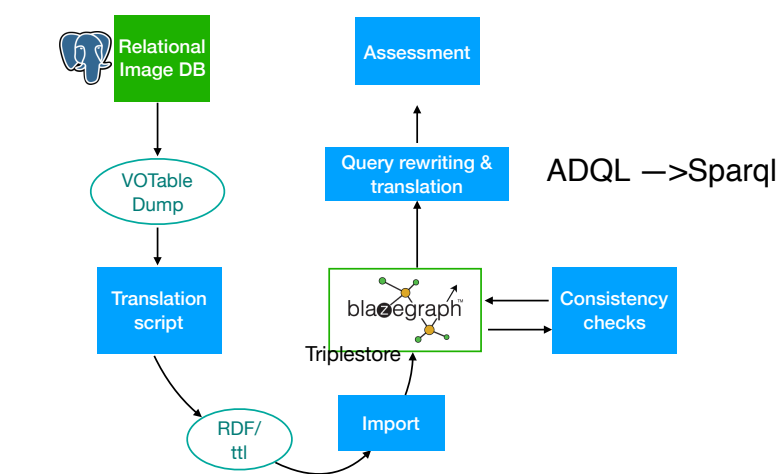 Relational
Image DB
Assessment
VOTable
Dump
Query rewriting &
translation
ADQL —>Sparql
Translation
script
blazegraph™
Triplestore
Consistency
checks
RDF/
ttl
Import